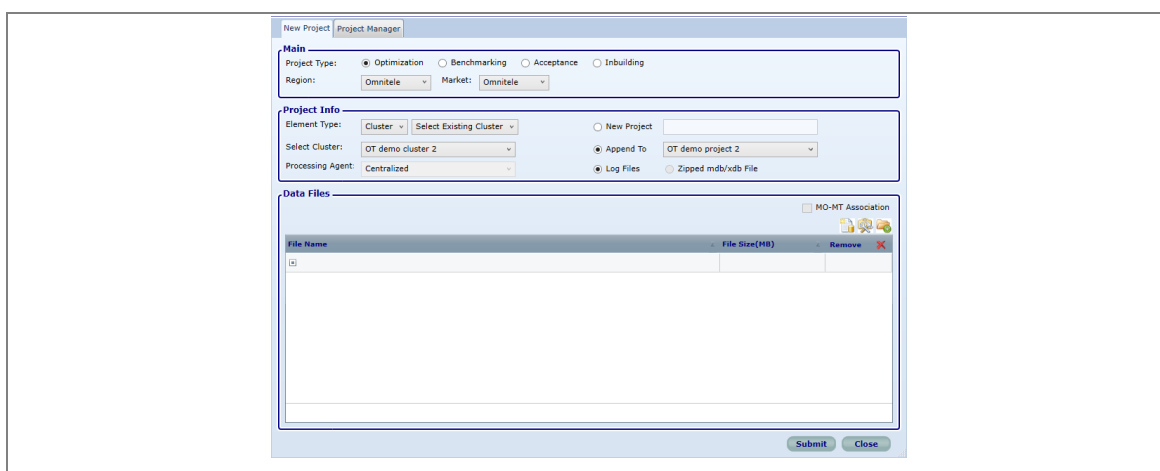 New Project Project Manager
Main
Project Type: Optimization Benchmarking Acceptance Inbuilding
Region: Omnitele Market: Omnitele
Project Info
Element Type: Cluster Select Existing Cluster New Project
Select Cluster: OT demo cluster 2 Append To OT demo project 2
Processing Agent: Centralized Log Files Zipped mdb/xdb File
Data Files
MO-MT Association
File Name File Size(MB) Remove
Submit Close